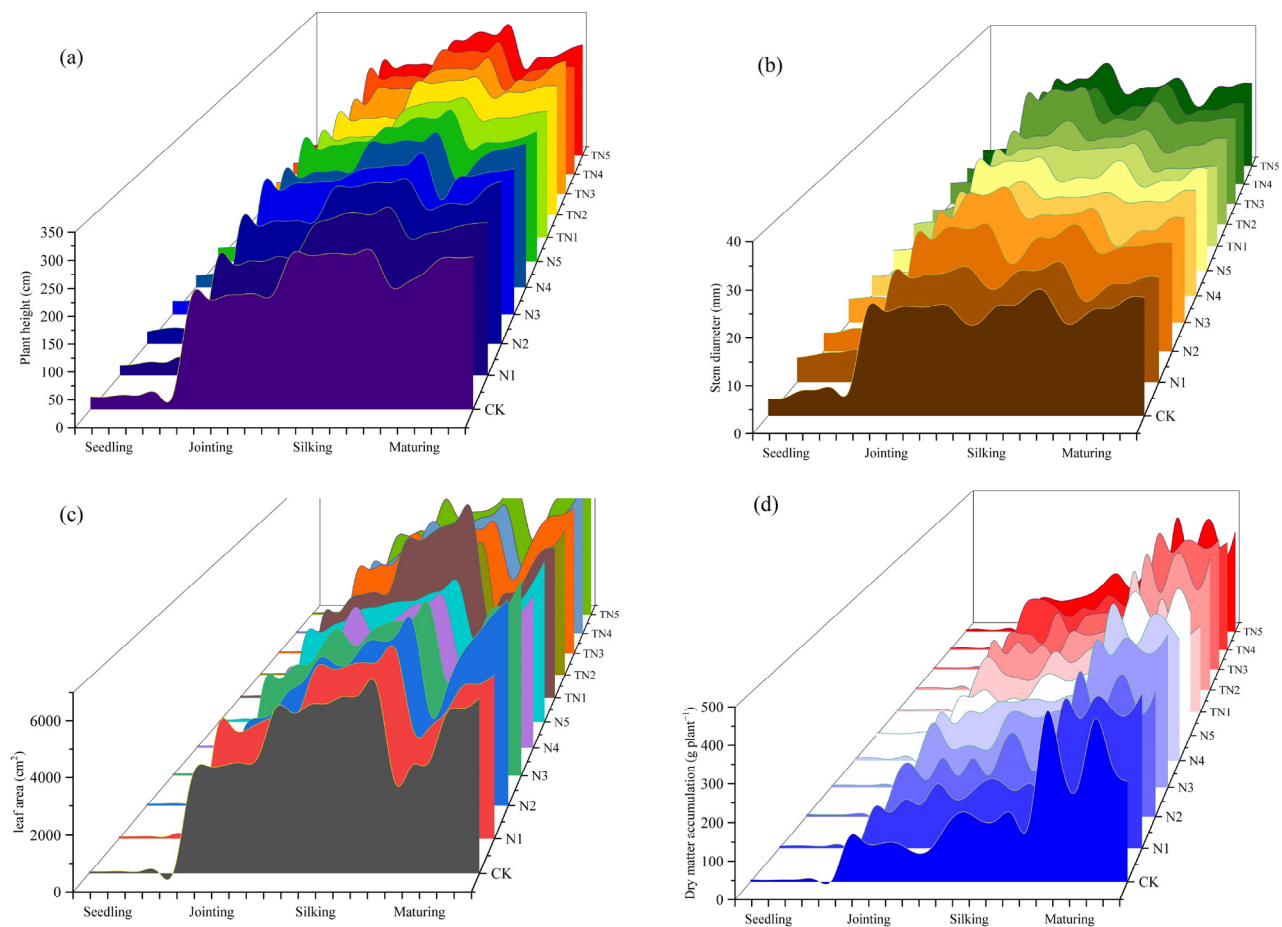 (a)
350
300
250
200
150
100
50
0
Plant height (cm)
Seedling Jointing Silking Maturing
TN5
TN4
TN3
TN2
TN1
N5
N4
N3
N2
N1
CK
(b)
40
30
20
10
0
Stem diameter (mm)
Seedling Jointing Silking Maturing
TN5
TN4
TN3
TN2
TN1
N5
N4
N3
N2
N1
CK
(c)
6000
4000
2000
0
leaf area (cm²)
Seedling Jointing Silking Maturing
TN5
TN4
TN3
TN2
TN1
N5
N4
N3
N2
N1
CK
(d)
500
400
300
200
100
0
Dry matter accumulation (g plant⁻¹)
Seedling Jointing Silking Maturing
TN5
TN4
TN3
TN2
TN1
N5
N4
N3
N2
N1
CK